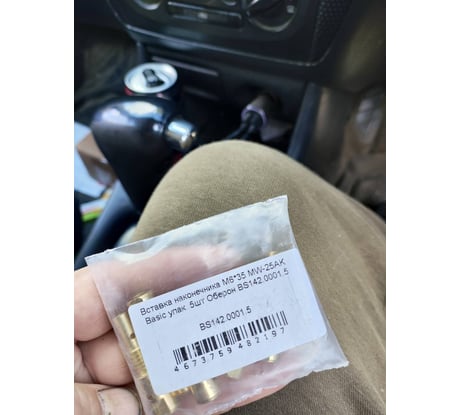 Вставка наконечника М6*35 MW-25AK
Basic упак .5шт Оберон BS142.0001.5
BS142.0001.5
4673759482197